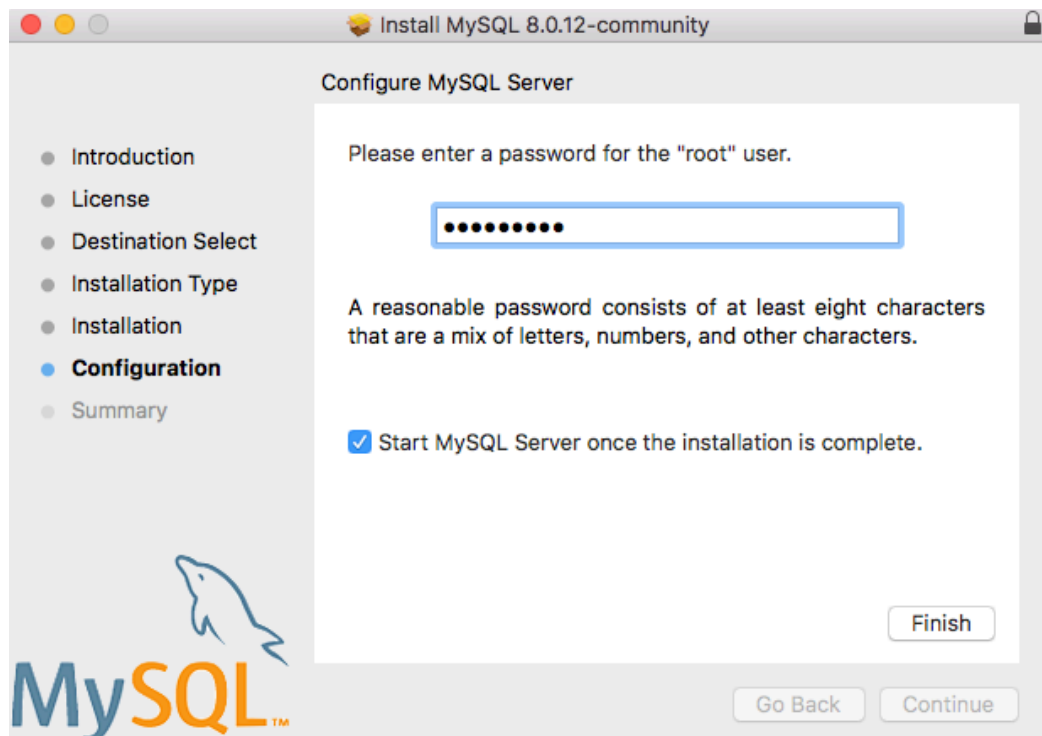 Install MySQL 8.0.12-community
Configure MySQL Server
Introduction
License
Destination Select
Installation Type
Installation
Configuration
Summary
Please enter a password for the "root" user.
•••••••••
A reasonable password consists of at least eight characters
that are a mix of letters, numbers, and other characters.
Start MySQL Server once the installation is complete.
Finish
MySQL™
Go Back
Continue